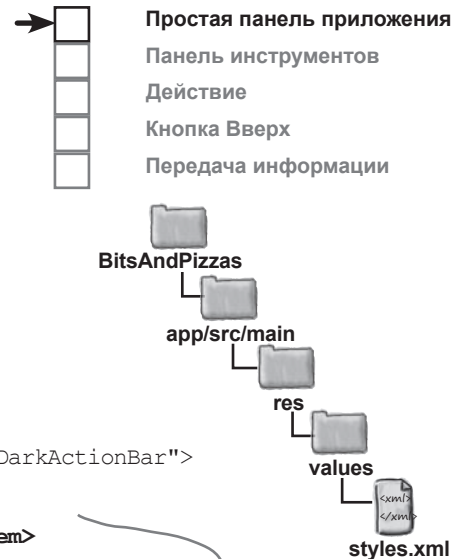 Простая панель приложения
Панель инструментов
Действие
Кнопка Вверх
Передача информации
BitsAndPizzas
app/src/main
res
DarkActionBar">
values
<xml>
</xml>
em>
styles.xml